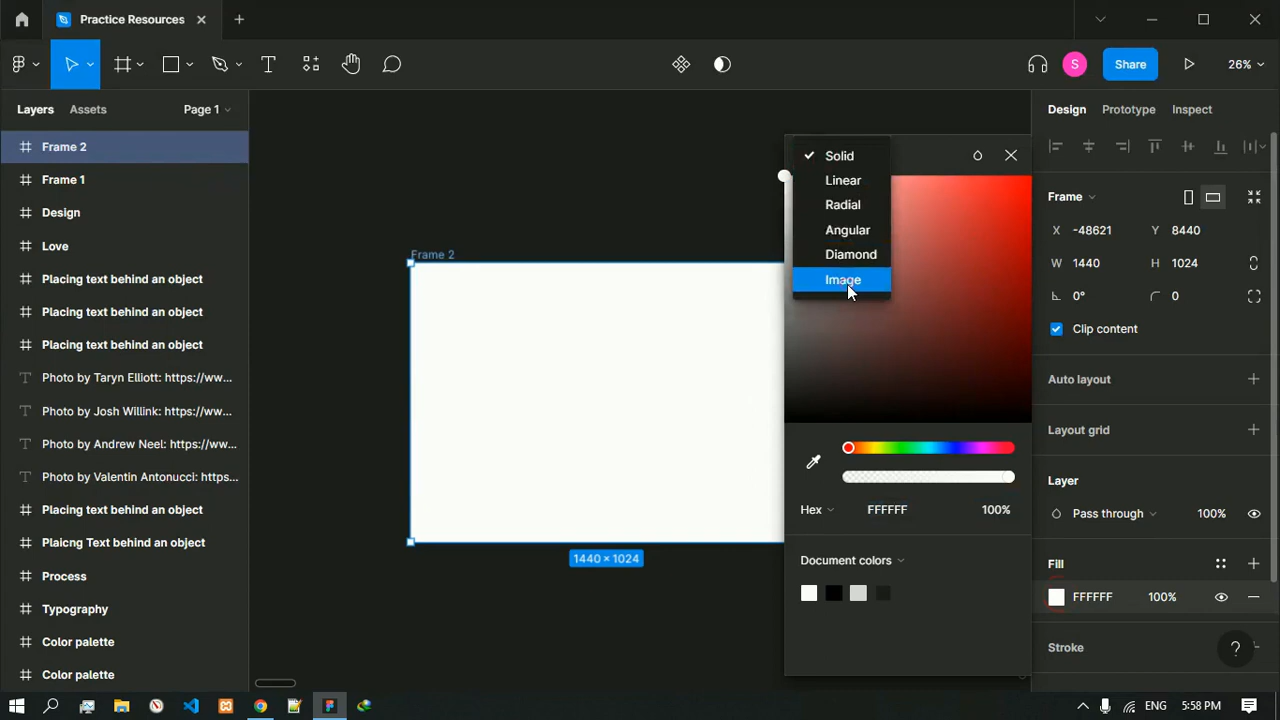 Practice Resources
Share
26%
Layers
Assets
Page 1
Design
Prototype
Inspect
Frame 2
Frame 1
Design
Love
Placing text behind an object
Placing text behind an object
Placing text behind an object
Photo by Taryn Elliott: https://ww...
Photo by Josh Willink: https://ww...
Photo by Andrew Neel: https://ww...
Photo by Valentin Antonucci: https...
Placing text behind an object
Plaicng Text behind an object
Process
Typography
Color palette
Color palette
Frame 2
1440 × 1024
Solid
Linear
Radial
Angular
Diamond
Image
Hex
FFFFFF
100%
Document colors
Frame
X -48621
Y 8440
W 1440
H 1024
0°
0
Clip content
Auto layout
Layout grid
Layer
Pass through
100%
Fill
FFFFFF
100%
Stroke
?
S
ENG
5:58 PM